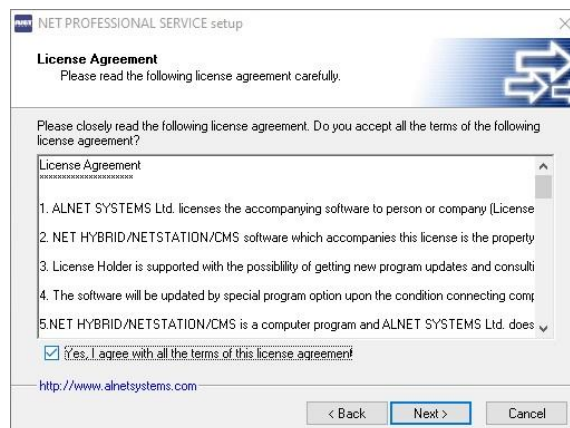 NET PROFESSIONAL SERVICE setup
License Agreement
Please read the following license agreement carefully.
Please closely read the following license agreement. Do you accept all the terms of the following
license agreement?
License Agreement
********************
1. ALNET SYSTEMS Ltd. licenses the accompanying software to person or company (License
2. NET HYBRID/NETSTATION/CMS software which accompanies this license is the property
3. License Holder is supported with the possiblility of getting new program updates and consulti
4. The software will be updated by special program option upon the condition connecting comp
5.NET HYBRID/NETSTATION/CMS is a computer program and ALNET SYSTEMS Ltd. does
Yes, I agree with all the terms of this license agreement
http://www.alnetsystems.com
< Back Next > Cancel